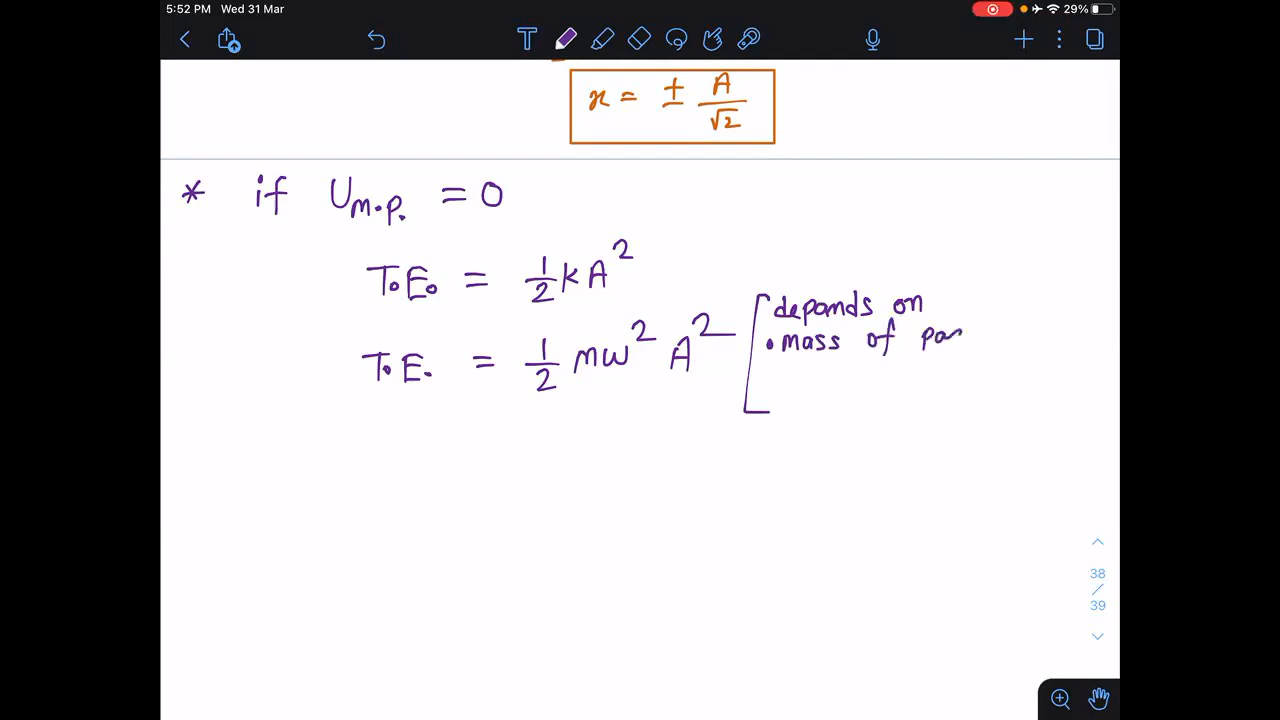 5:52 PM Wed 31 Mar
29%
x = ± A/√2
* if U_{m.p.} = 0
T.E. = 1/2 kA²
T.E. = 1/2 mω² A²
depends on
• mass of par
38
/
39